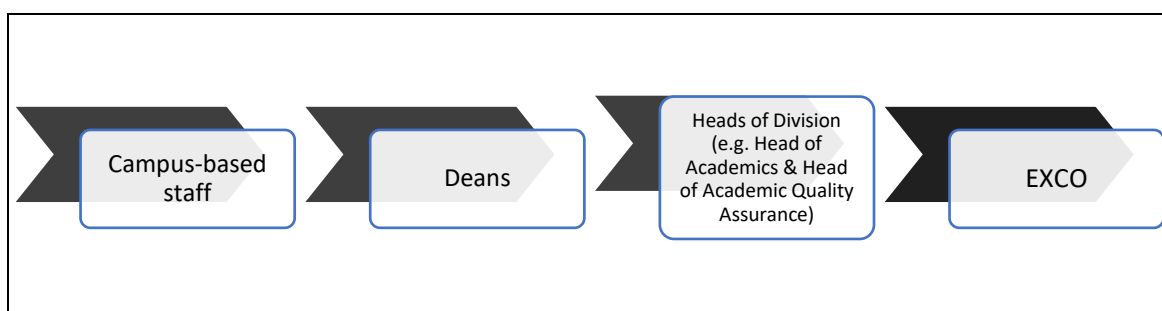 Campus-based
staff
Deans
Heads of Division
(e.g. Head of
Academics & Head
of Academic Quality
Assurance)
EXCO